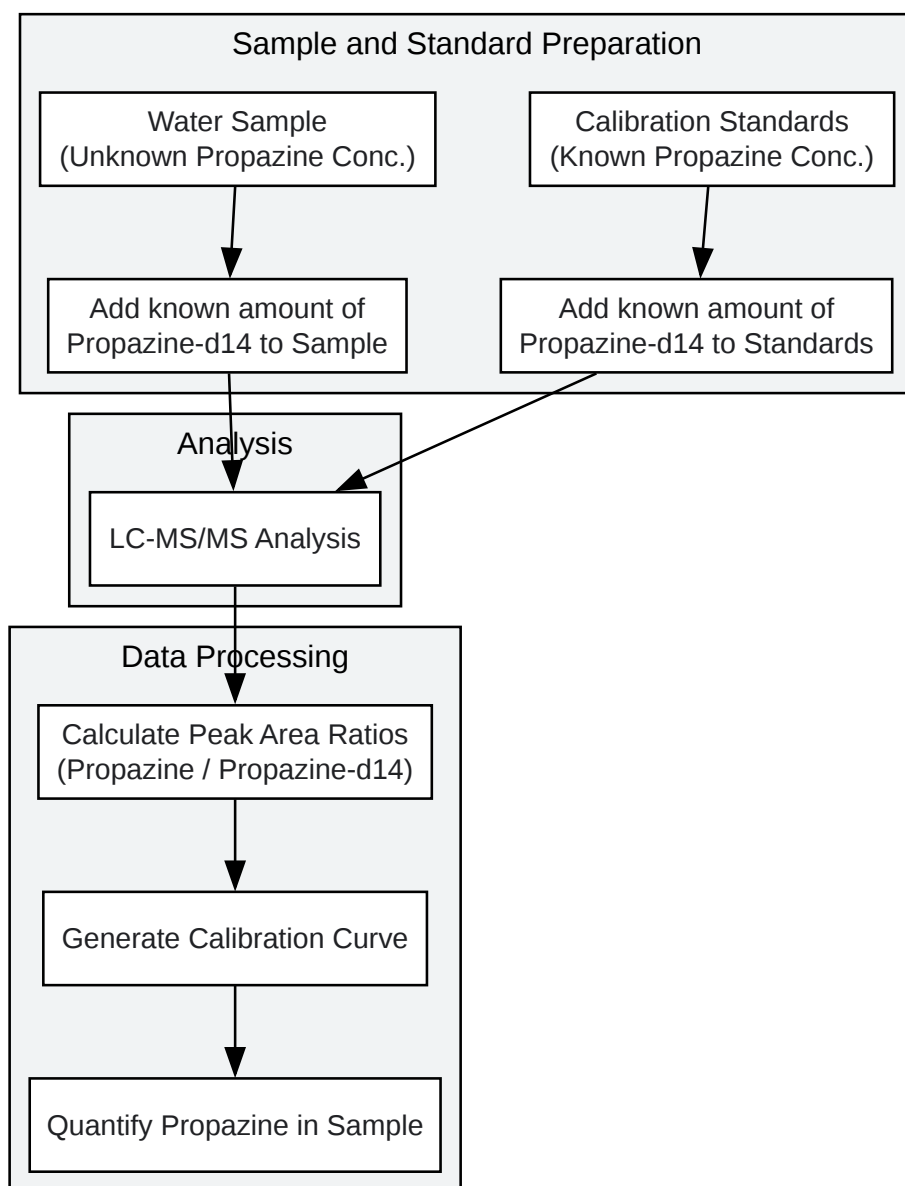 Sample and Standard Preparation
Water Sample
(Unknown Propazine Conc.)
Calibration Standards
(Known Propazine Conc.)
Add known amount of
Propazine-d14 to Sample
Add known amount of
Propazine-d14 to Standards
Analysis
LC-MS/MS Analysis
Data Processing
Calculate Peak Area Ratios
(Propazine / Propazine-d14)
Generate Calibration Curve
Quantify Propazine in Sample